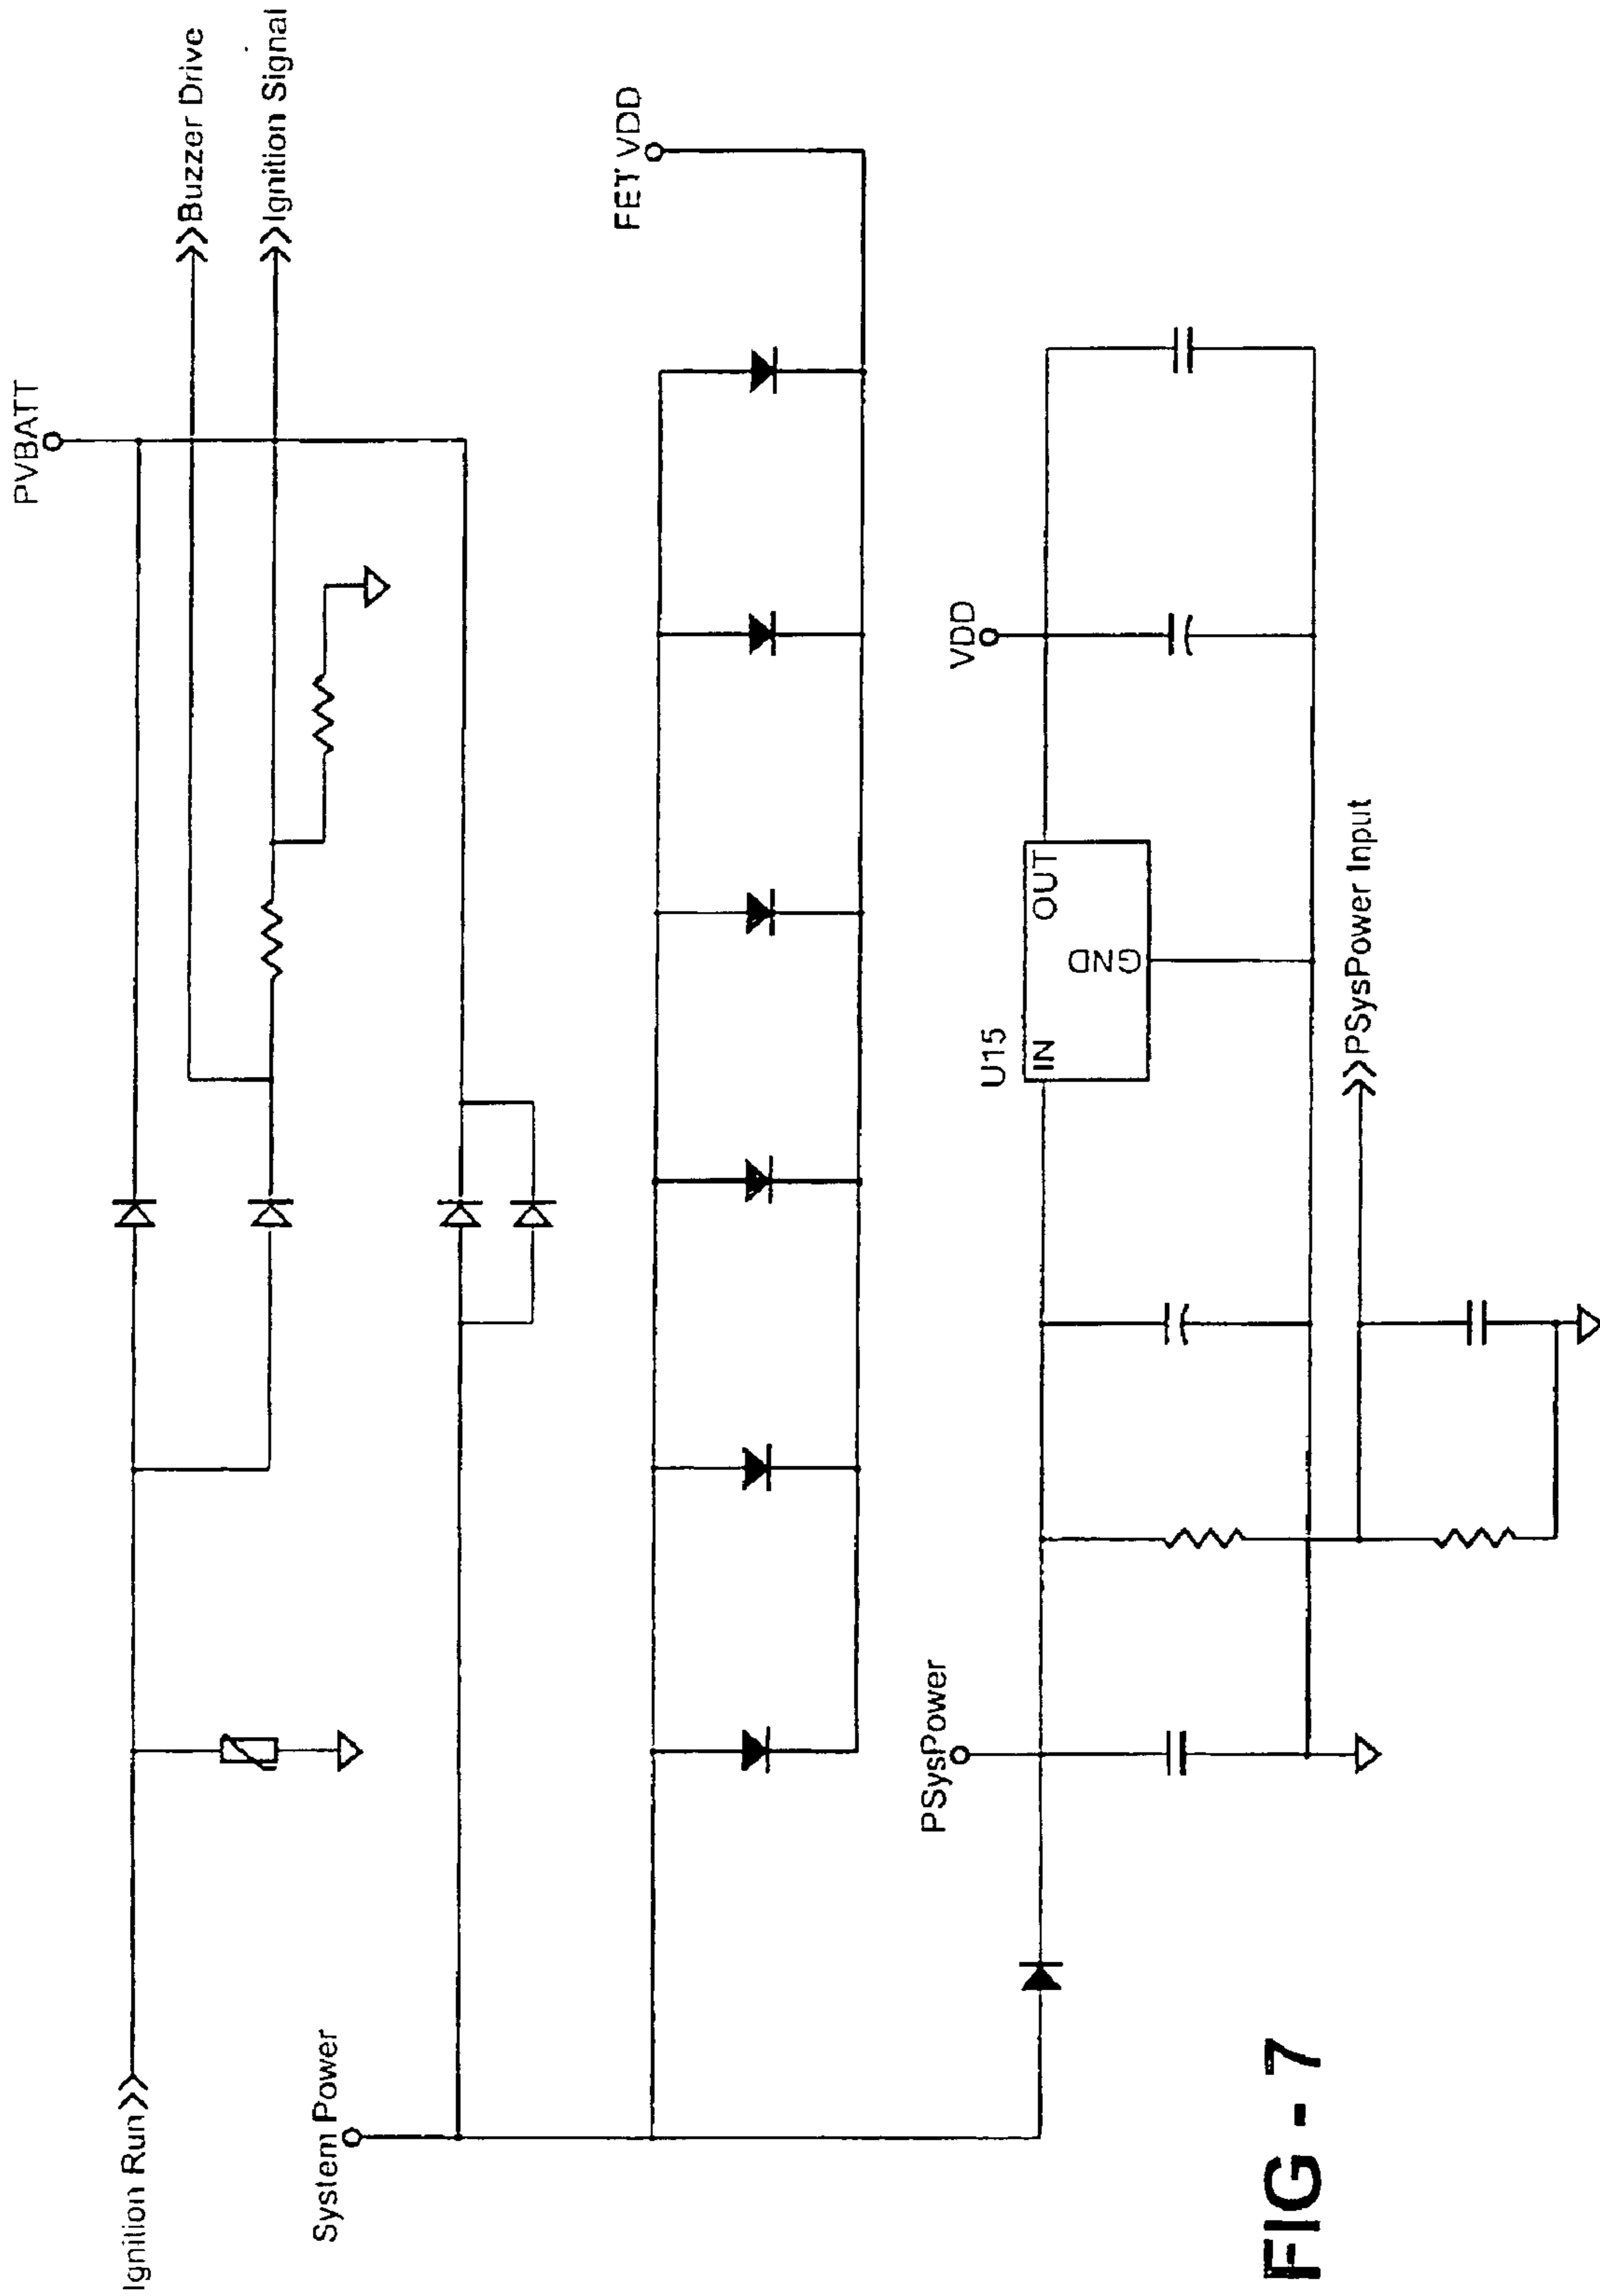 PVBATT
Ignition Run
Buzzer Drive
Ignition Signal
System Power
FET VDD
PSysPower
VDD
U15
IN
OUT
GND
PSysPower Input
FIG - 7